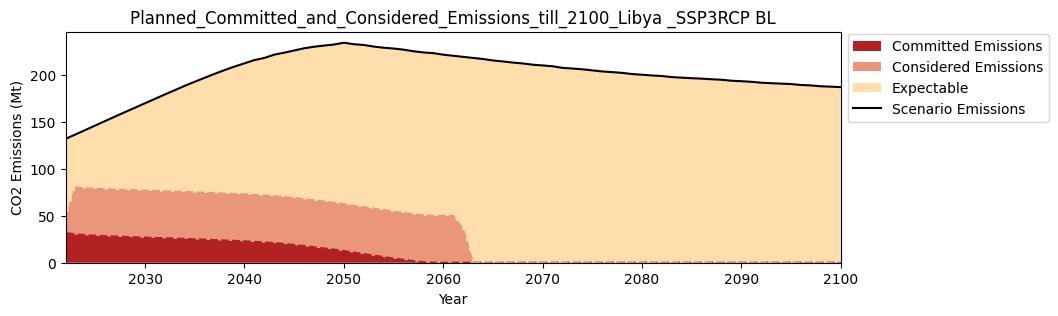 Planned_Committed_and_Considered_Emissions_till_2100_Libya _SSP3RCP BL
CO2 Emissions (Mt)
200
150
100
50
0
2030 2040 2050 2060 2070 2080 2090 2100
Year
Committed Emissions
Considered Emissions
Expectable
Scenario Emissions